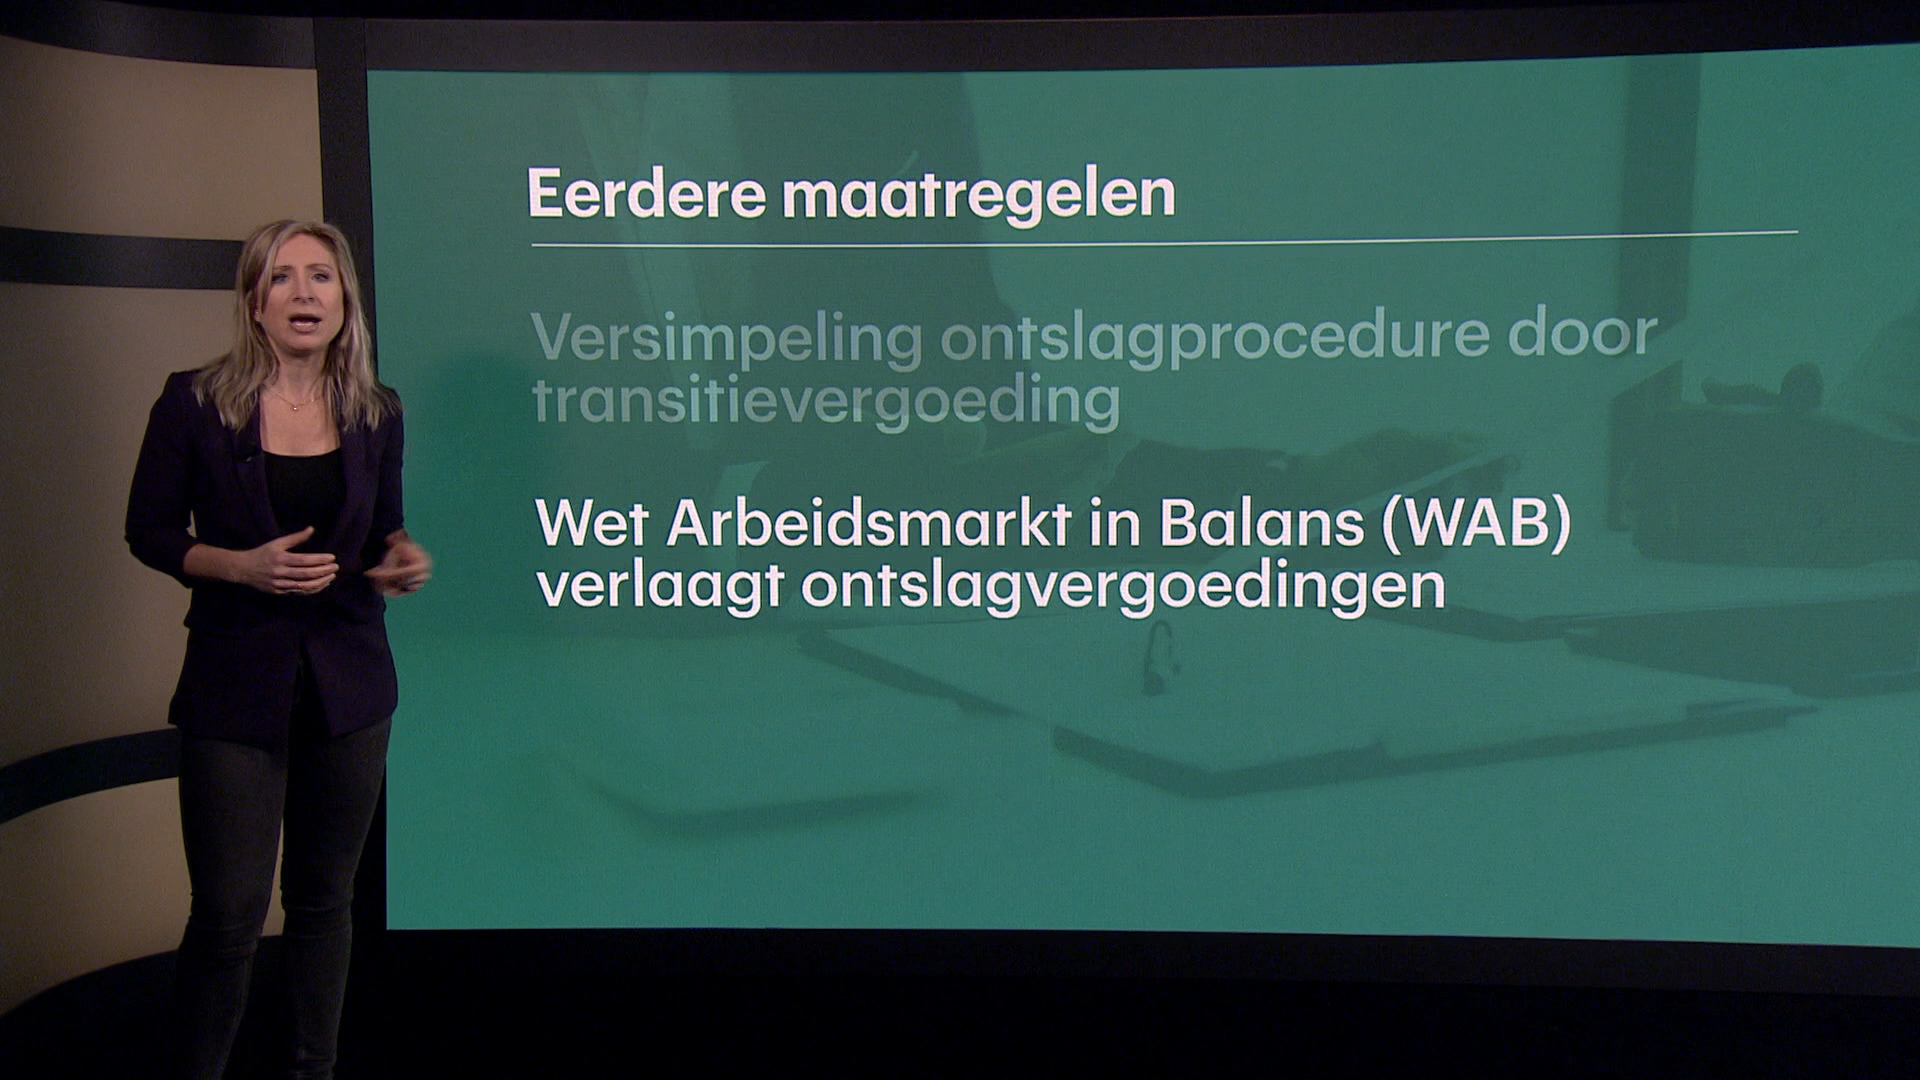 Eerdere maatregelen
Versimpeling ontslagprocedure door
transitievergoeding
Wet Arbeidsmarkt in Balans (WAB)
verlaagt ontslagvergoedingen